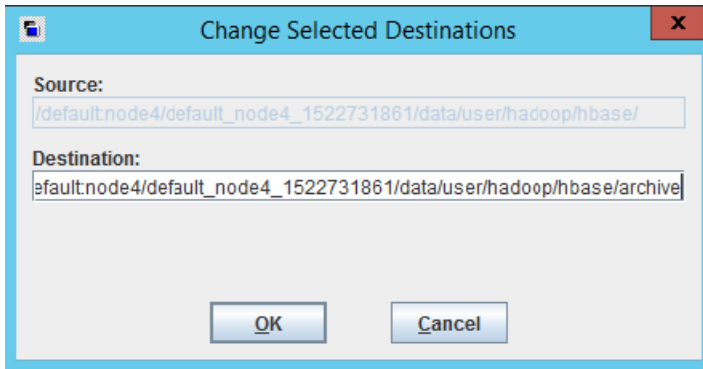 Change Selected Destinations
x
Source:
/default:node4/default_node4_1522731861/data/user/hadoop/hbase/
Destination:
efault:node4/default_node4_1522731861/data/user/hadoop/hbase/archive
OK
Cancel